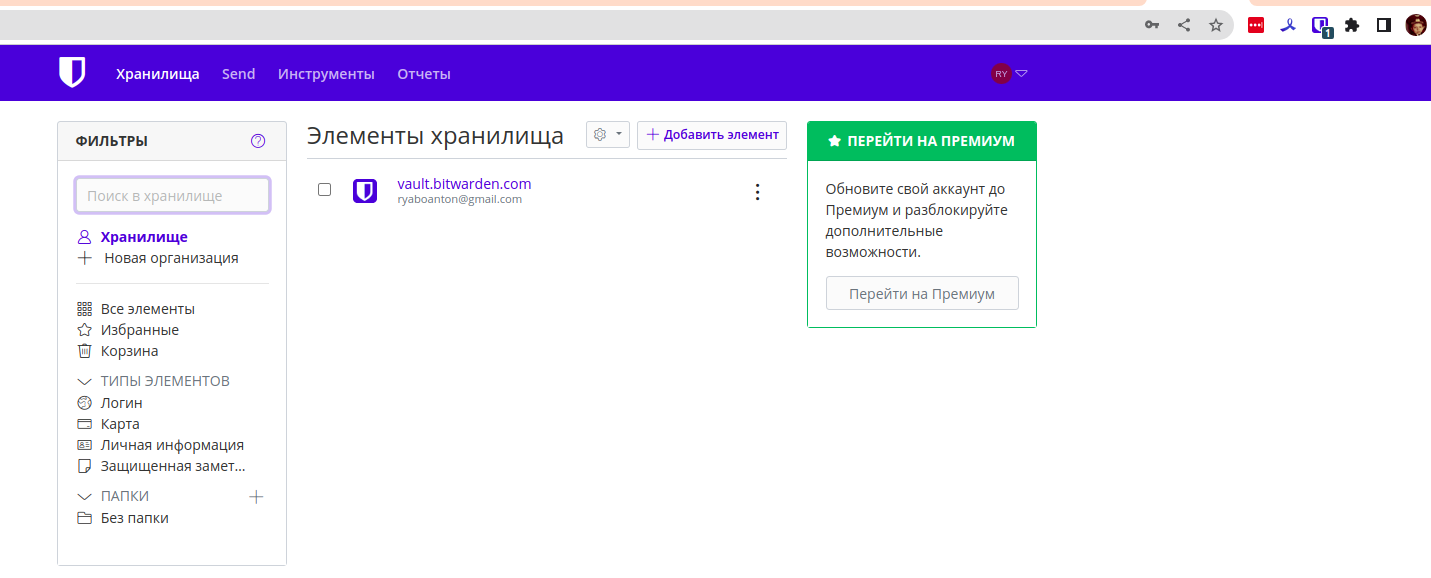 1
Хранилища
Send
Инструменты
Отчеты
RY
ФИЛЬТРЫ
Поиск в хранилище
Хранилище
Новая организация
Все элементы
Избранные
Корзина
ТИПЫ ЭЛЕМЕНТОВ
Логин
Карта
Личная информация
Защищенная замет...
ПАПКИ
Без папки
Элементы хранилища
Добавить элемент
vault.bitwarden.com
ryaboanton@gmail.com
ПЕРЕЙТИ НА ПРЕМИУМ
Обновите свой аккаунт до
Премиум и разблокируйте
дополнительные
возможности.
Перейти на Премиум